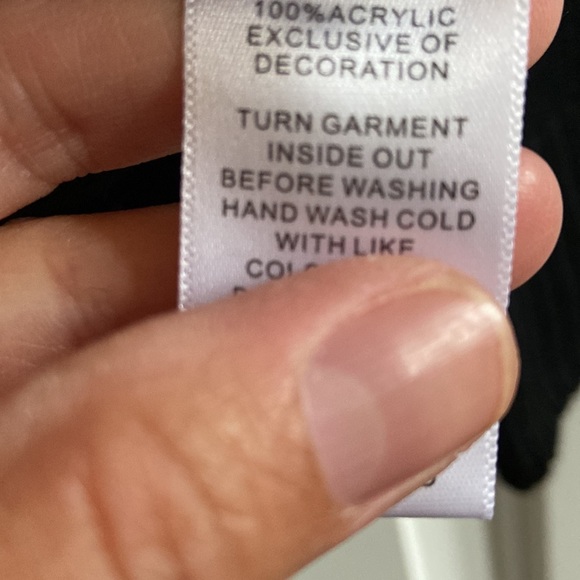 100%ACRYLIC
EXCLUSIVE OF
DECORATION
TURN GARMENT
INSIDE OUT
BEFORE WASHING
HAND WASH COLD
WITH LIKE